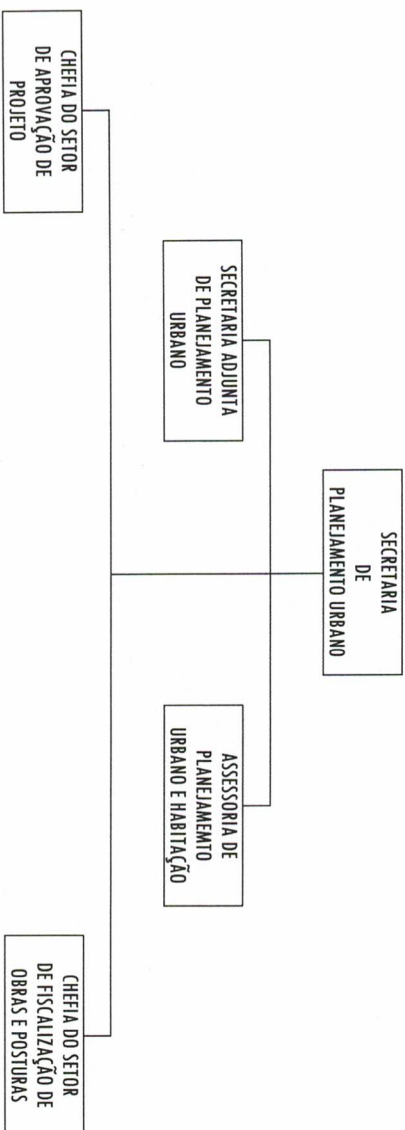 SECRETARIA
DE
PLANEJAMENTO URBANO
SECRETARIA ADJUNTA
DE PLANEJAMENTO
URBANO
ASSESSORIA DE
PLANEJAMEMTO
URBANO E HABITAÇÃO
CHEFIA DO SETOR
DE APROVAÇÃO DE
PROJETO
CHEFIA DO SETOR
DE FISCALIZAÇÃO DE
OBRAS E POSTURAS